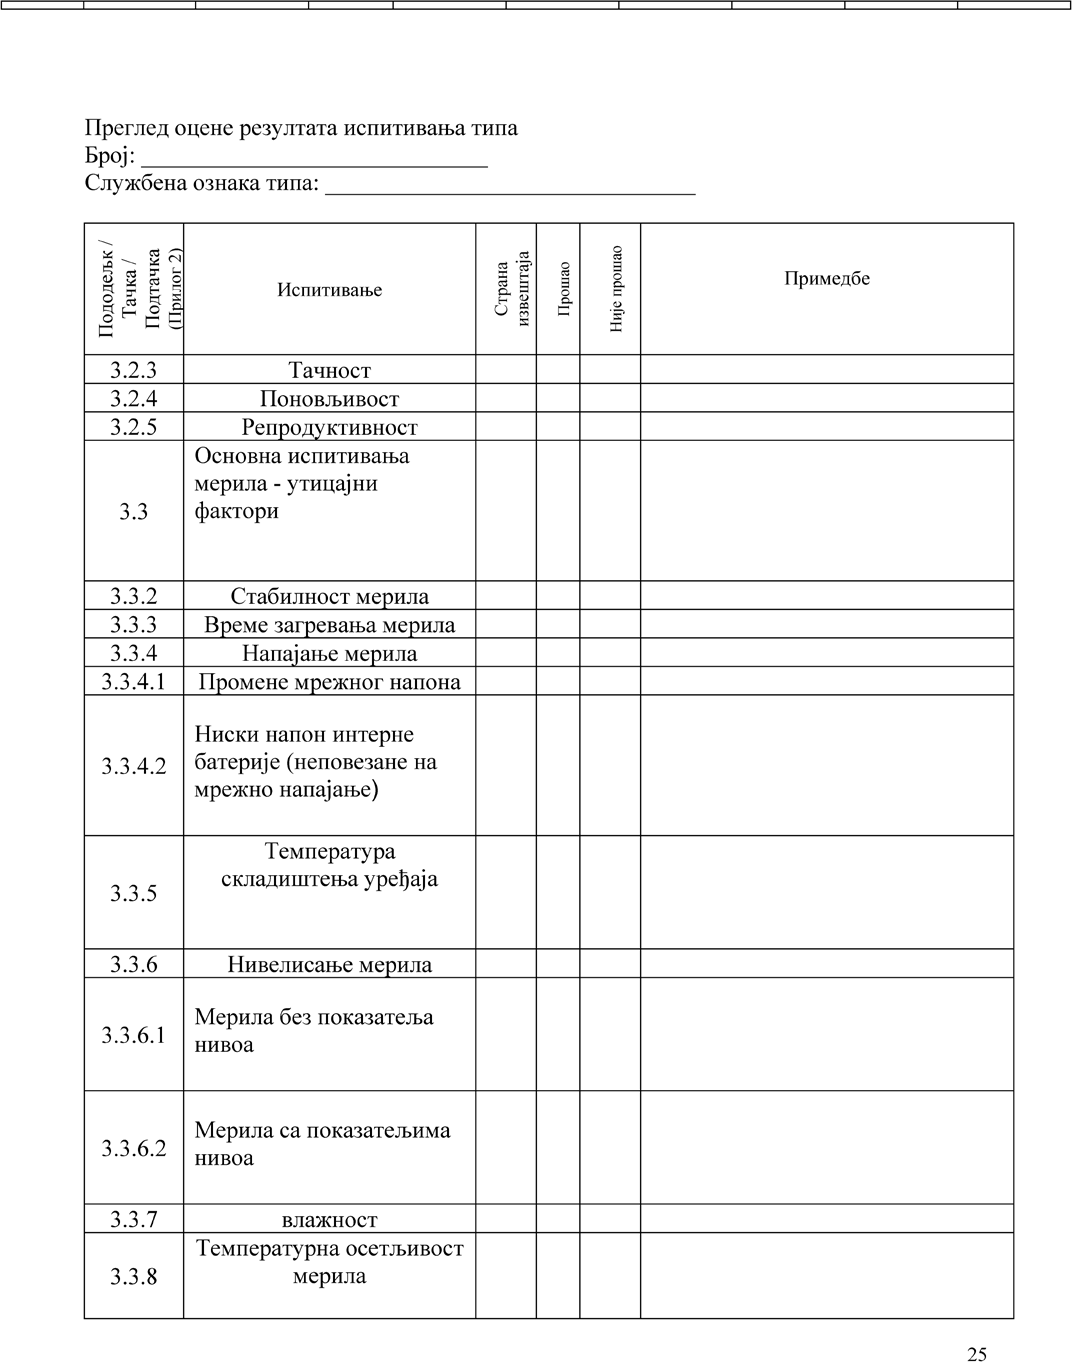 Преглед оцене резултата испитивања типа
Број: ______________________________
Службена ознака типа: ________________________________
Пододељк /
Тачка /
Подтачка
(Прилог 2)
Испитивање
Страна
извештаја
Прошао
Није прошао
Примедбе
3.2.3 Тачност
3.2.4 Поновљивост
3.2.5 Репродуктивност
3.3
Основна испитивања
мерила - утицајни
фактори
3.3.2 Стабилност мерила
3.3.3 Време загревања мерила
3.3.4 Напајање мерила
3.3.4.1 Промене мрежног напона
3.3.4.2
Ниски напон интерне
батерије (неповезане на
мрежно напајање)
3.3.5
Температура
складиштења уређаја
3.3.6 Нивелисање мерила
3.3.6.1
Мерила без показатеља
нивоа
3.3.6.2
Мерила са показатељима
нивоа
3.3.7 влажност
3.3.8
Температурна осетљивост
мерила
25